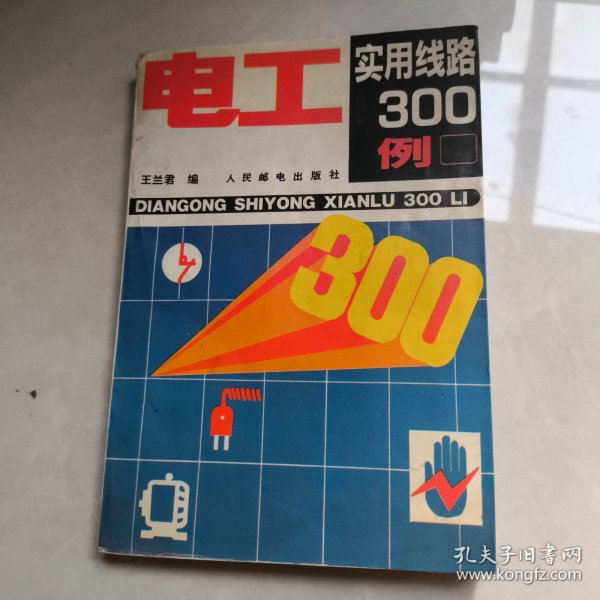 电工
实用线路
300
例
王兰君 编 人民邮电出版社
DIANGONG SHIYONG XIANLU 300 LI
300
孔夫子旧书网
www.kongfz.com